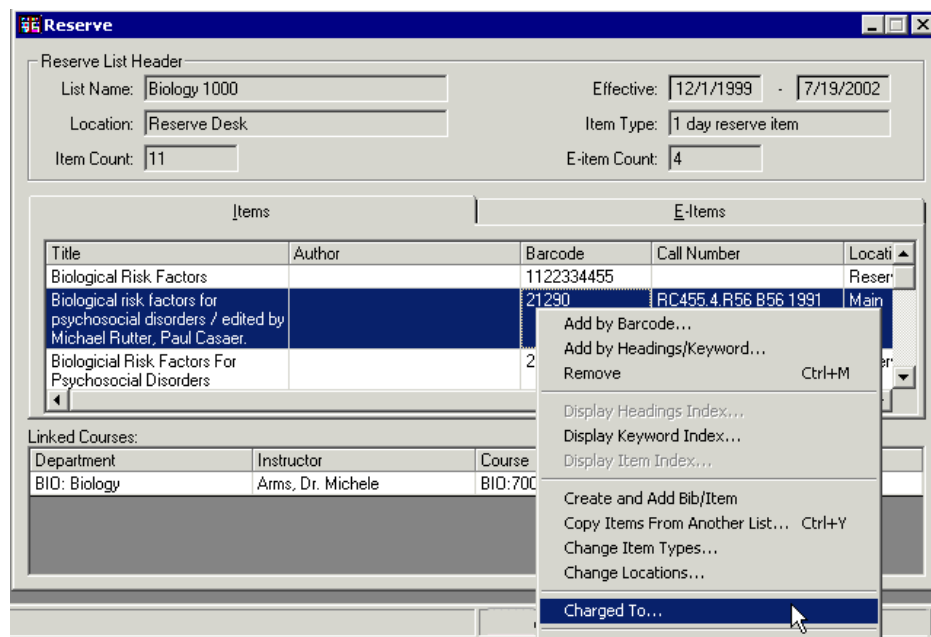 Reserve
Reserve List Header
List Name: Biology 1000 Effective: 12/1/1999 - 7/19/2002
Location: Reserve Desk Item Type: 1 day reserve item
Item Count: 11 E-item Count: 4
Items E-Items
Title Author Barcode Call Number Locati
Biological Risk Factors 1122334455 Reser
Biological risk factors for 21290 RC455.4.R56 B56 1991 Main
psychosocial disorders / edited by
Michael Rutter, Paul Casaer.
Biologicial Risk Factors For 2
Psychosocial Disorders
Add by Barcode...
Add by Headings/Keyword...
Remove Ctrl+M
Display Headings Index...
Display Keyword Index...
Display Item Index...
Create and Add Bib/Item
Copy Items From Another List... Ctrl+Y
Change Item Types...
Change Locations...
Charged To...
Linked Courses:
Department Instructor Course
BIO: Biology Arms, Dr. Michele BIO:700